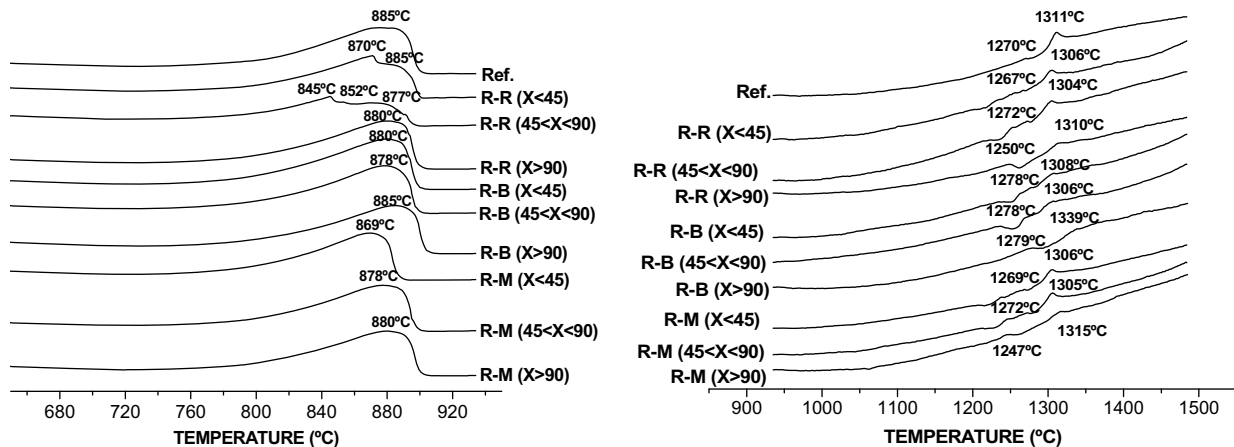 885ºC
870ºC
885ºC
Ref.
845ºC 852ºC
877ºC
R-R (X<45)
R-R (45<X<90)
880ºC
880ºC
R-R (X>90)
878ºC
R-B (X<45)
R-B (45<X<90)
885ºC
869ºC
R-B (X>90)
878ºC
R-M (X<45)
880ºC
R-M (45<X<90)
R-M (X>90)
680 720 760 800 840 880 920
TEMPERATURE (ºC)
1311ºC
1270ºC
1306ºC
1267ºC
Ref.
1304ºC
1272ºC
R-R (X<45)
1310ºC
1250ºC
R-R (45<X<90)
1308ºC
R-R (X>90)
1278ºC
1306ºC
R-B (X<45)
1278ºC
1339ºC
1279ºC
R-B (45<X<90)
1306ºC
R-B (X>90)
1269ºC
1305ºC
R-M (X<45)
1272ºC
1315ºC
R-M (45<X<90)
1247ºC
R-M (X>90)
900 1000 1100 1200 1300 1400 1500
TEMPERATURE (ºC)